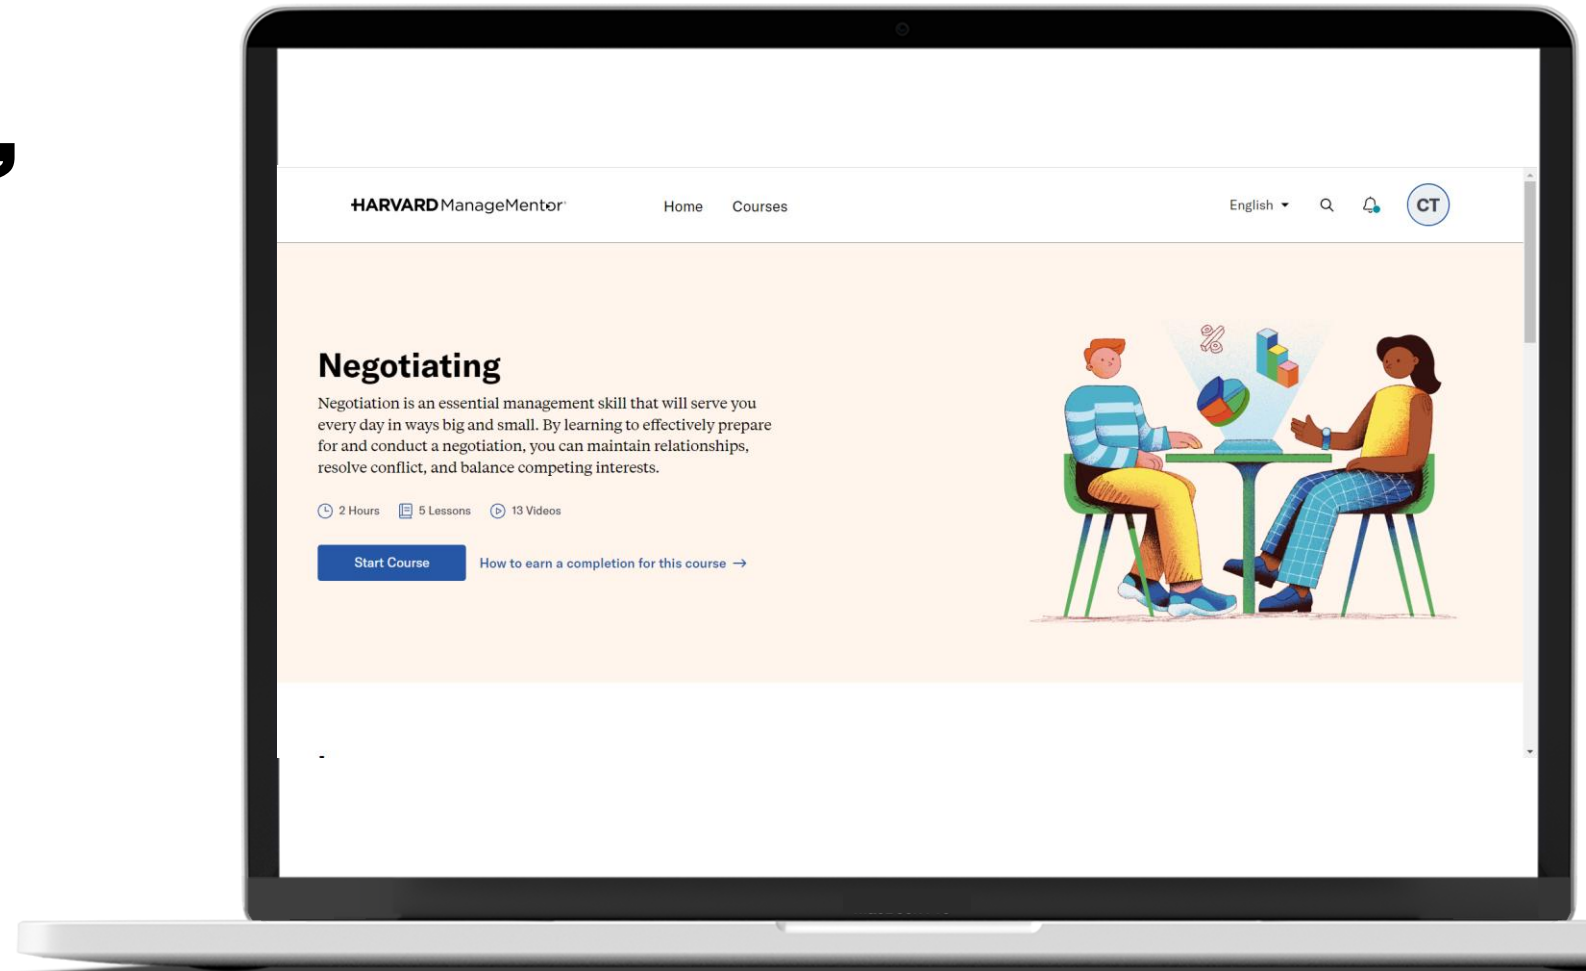 HARVARD ManageMentor
Home Courses
English
CT
%
Negotiating
Negotiation is an essential management skill that will serve you
every day in ways big and small. By learning to effectively prepare
for and conduct a negotiation, you can maintain relationships,
resolve conflict, and balance competing interests.
2 Hours 5 Lessons 13 Videos
Start Course How to earn a completion for this course →